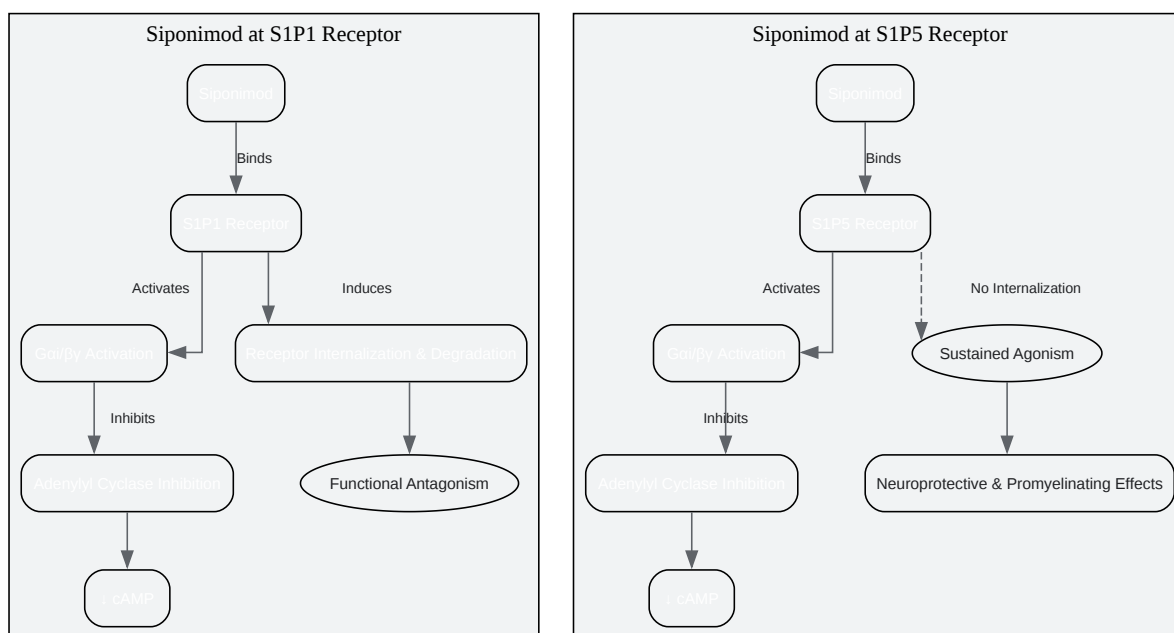 Siponimod at S1P1 Receptor
Siponimod
Binds
S1P1 Receptor
Activates
Induces
Gαi/βγ Activation
Receptor Internalization & Degradation
Inhibits
Adenylyl Cyclase Inhibition
Functional Antagonism
↓ cAMP
Siponimod at S1P5 Receptor
Siponimod
Binds
S1P5 Receptor
Activates
No Internalization
Gαi/βγ Activation
Sustained Agonism
Inhibits
Adenylyl Cyclase Inhibition
Neuroprotective & Promyelinating Effects
↓ cAMP